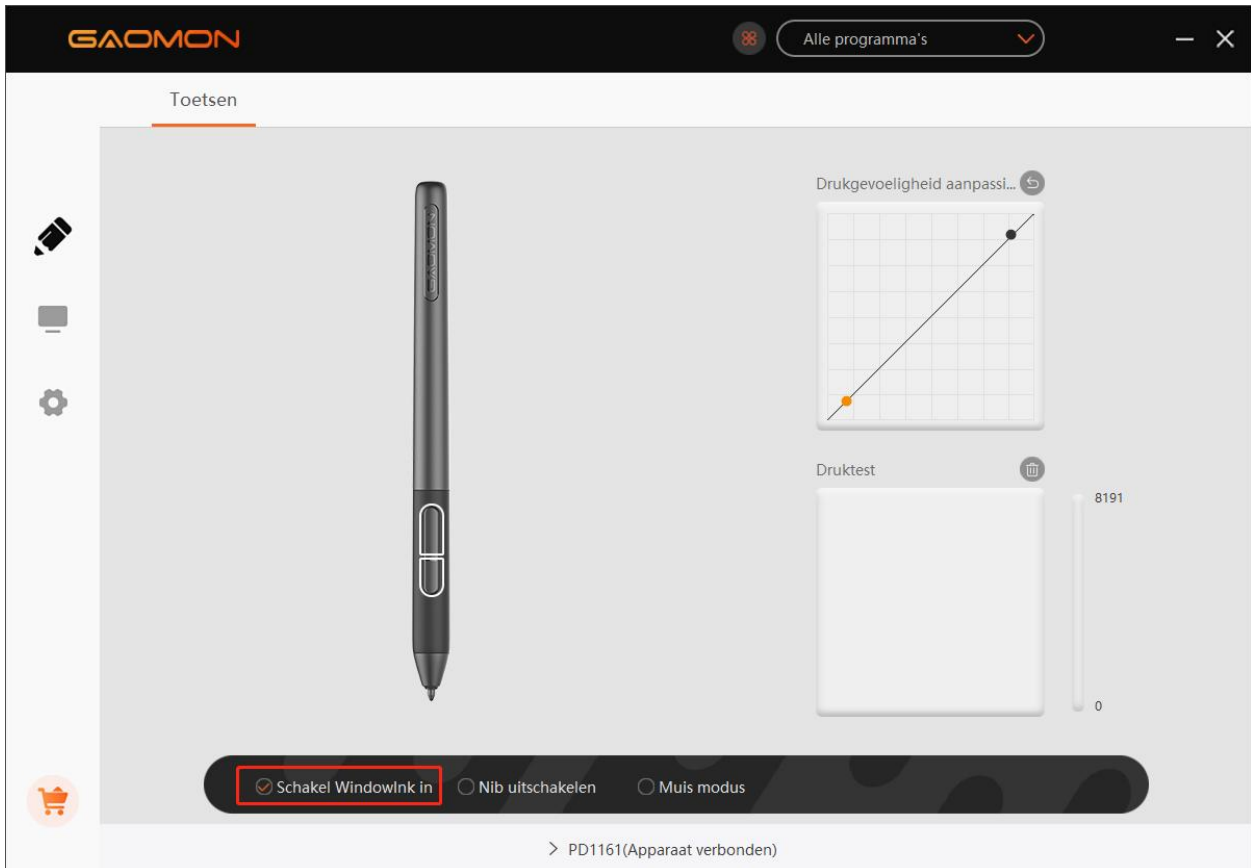 GAOMON
Alle programma's
Toetsen
GAOMON
Drukgevoeligheid aanpassi...
Druktest
8191
0
Schakel WindowInk in
Nib uitschakelen
Muis modus
PD1161(Apparaat verbonden)